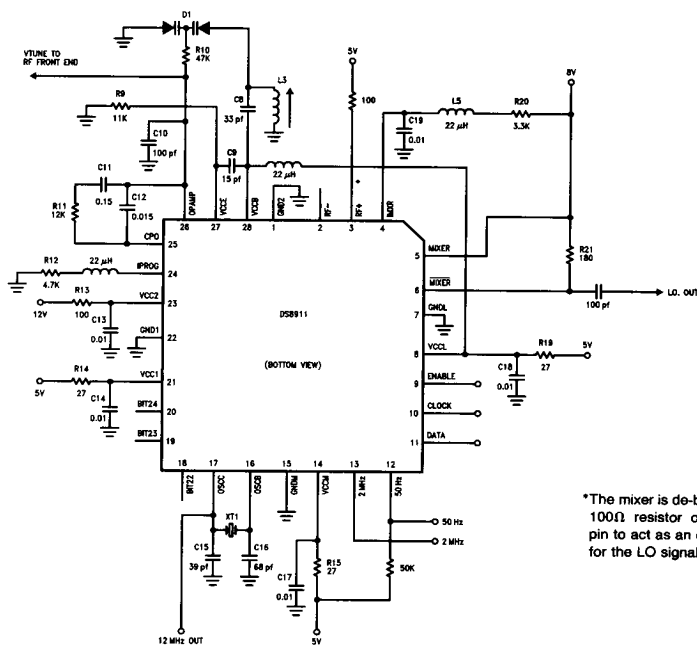 D1
VTUNE TO
RF FRONT END
R10
47K
5V
8V
R9
11K
C8
33 pf
L3
100
C19
0.01
L5
22 μH
R20
3.3K
C10
100 pf
C9
15 pf
22 μH
*
C11
0.15
C12
0.015
R11
12K
OPAMP
VCCE
VCCB
GND2
RF-
RF+
IMXR
26
27
28
1
2
3
4
CPO
25
MIXER
5
R21
180
R12
4.7K
22 μH
IPROG
24
MIXER
6
100 pf
LO. OUT
12V
R13
100
VCC2
23
GNDL
7
C13
0.01
DS8911
(BOTTOM VIEW)
GND1
22
VCCL
8
R19
27
5V
5V
R14
27
VCC1
21
ENABLE
9
C18
0.01
C14
0.01
BIT24
20
CLOCK
10
BIT23
19
DATA
11
18
17
16
15
14
13
12
BIT22
OSCC
OSCB
GNDM
VCCM
2 MHz
50 Hz
*The mixer is de-b
100Ω resistor o
pin to act as an
for the LO signal
XT1
50 Hz
2 MHz
C15
39 pf
C16
68 pf
C17
0.01
R15
27
50K
12 MHz OUT
5V